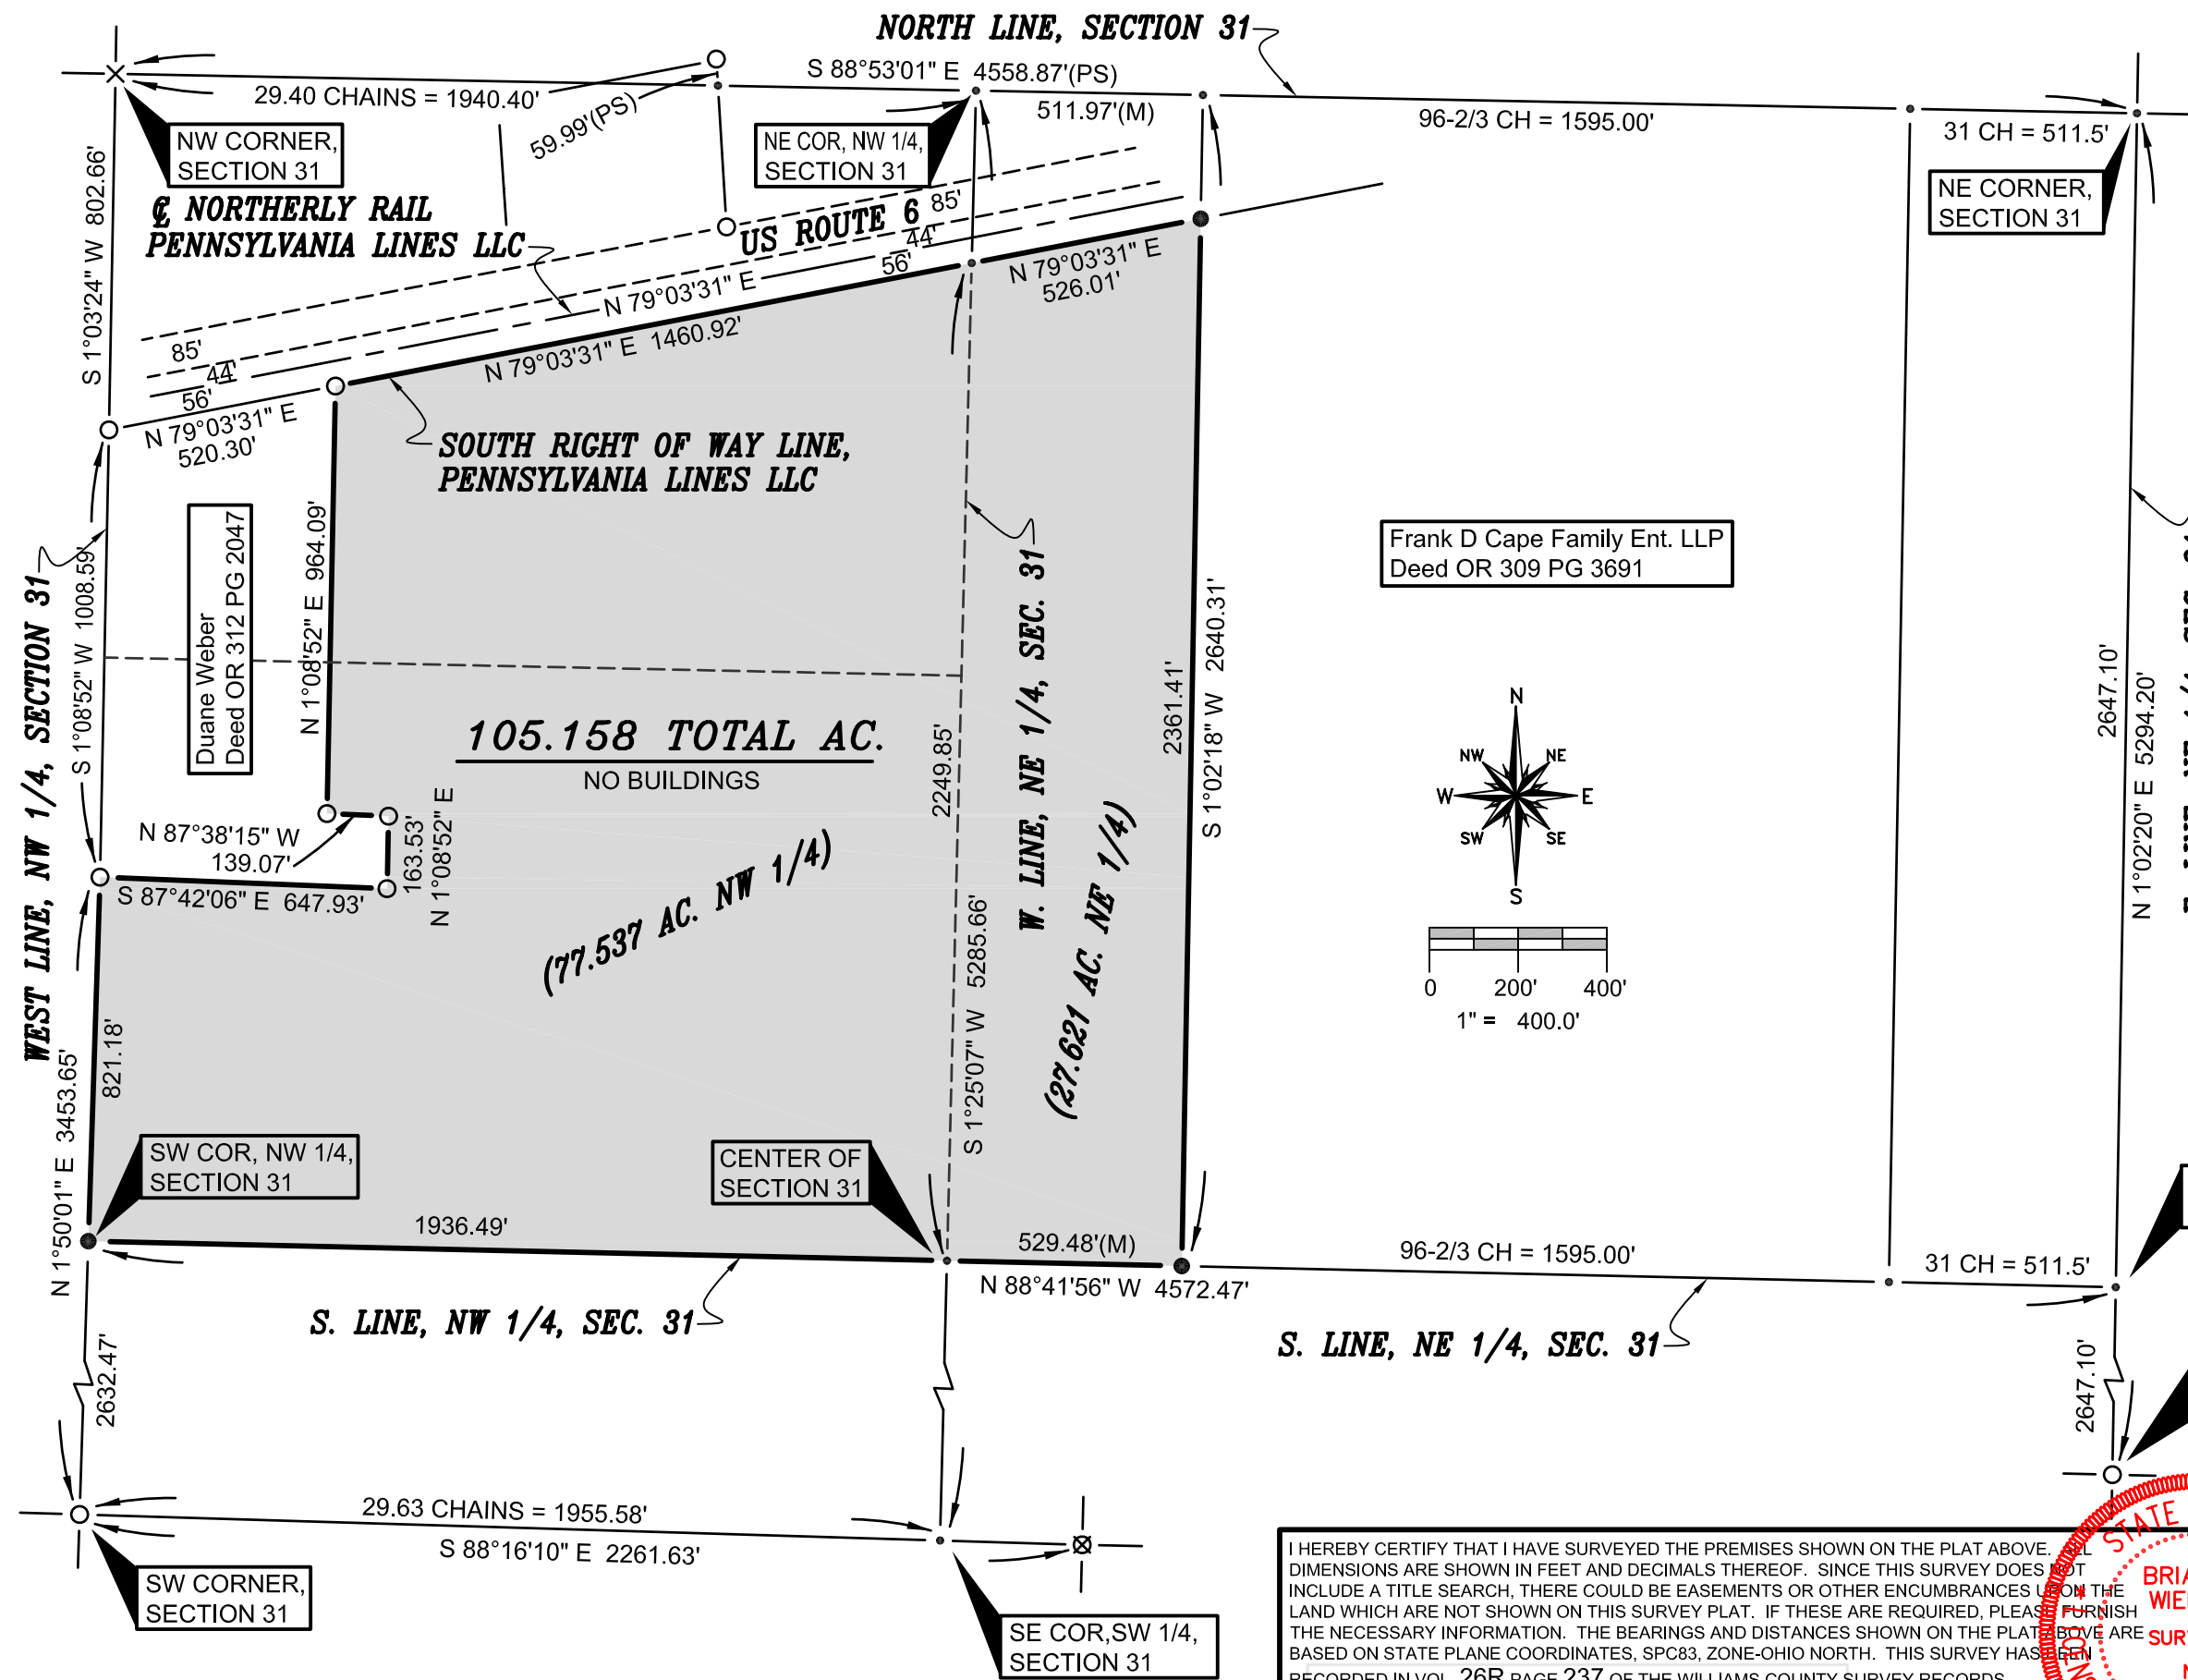 NORTH LINE, SECTION 31
S 88°53'01" E 4558.87'(PS)
29.40 CHAINS = 1940.40'
59.99'(PS)
511.97'(M)
96-2/3 CH = 1595.00'
31 CH = 511.5'
NW CORNER,
SECTION 31
NE COR, NW 1/4,
SECTION 31
NE CORNER,
SECTION 31
S 1°03'24" W 802.66'
℄ NORTHERLY RAIL
PENNSYLVANIA LINES LLC
US ROUTE 6
85'
44'
56'
N 79°03'31" E
N 79°03'31" E
526.01'
85'
44'
56'
N 79°03'31" E 1460.92'
N 79°03'31" E
520.30'
SOUTH RIGHT OF WAY LINE,
PENNSYLVANIA LINES LLC
WEST LINE, NW 1/4, SECTION 31
S 1°08'52" W 1008.59'
Duane Weber
Deed OR 312 PG 2047
N 1°08'52" E 964.09'
W. LINE, NE 1/4, SEC. 31
Frank D Cape Family Ent. LLP
Deed OR 309 PG 3691
2361.41'
S 1°02'18" W 2640.31'
2647.10'
N 1°02'20" E 5294.20'
105.158 TOTAL AC.
NO BUILDINGS
2249.85'
S 1°25'07" W 5285.66'
N 87°38'15" W
139.07'
163.53'
N 1°08'52" E
S 87°42'06" E 647.93'
(77.537 AC. NW 1/4)
(27.621 AC. NE 1/4)
N
NW NE
W E
SW SE
S
0 200' 400'
1" = 400.0'
821.18'
N 1°50'01" E 3453.65'
SW COR, NW 1/4,
SECTION 31
CENTER OF
SECTION 31
1936.49'
529.48'(M)
N 88°41'56" W 4572.47'
96-2/3 CH = 1595.00'
31 CH = 511.5'
S. LINE, NW 1/4, SEC. 31
S. LINE, NE 1/4, SEC. 31
2632.47'
2647.10'
29.63 CHAINS = 1955.58'
S 88°16'10" E 2261.63'
SW CORNER,
SECTION 31
SE COR,SW 1/4,
SECTION 31
I HEREBY CERTIFY THAT I HAVE SURVEYED THE PREMISES SHOWN ON THE PLAT ABOVE. ALL
DIMENSIONS ARE SHOWN IN FEET AND DECIMALS THEREOF. SINCE THIS SURVEY DOES NOT
INCLUDE A TITLE SEARCH, THERE COULD BE EASEMENTS OR OTHER ENCUMBRANCES UPON THE
LAND WHICH ARE NOT SHOWN ON THIS SURVEY PLAT. IF THESE ARE REQUIRED, PLEASE FURNISH
THE NECESSARY INFORMATION. THE BEARINGS AND DISTANCES SHOWN ON THE PLAT ABOVE ARE
BASED ON STATE PLANE COORDINATES, SPC83, ZONE-OHIO NORTH. THIS SURVEY HAS BEEN
RECORDED IN VOL. 26R PAGE 237 OF THE WILLIAMS COUNTY SURVEY RECORDS
STATE